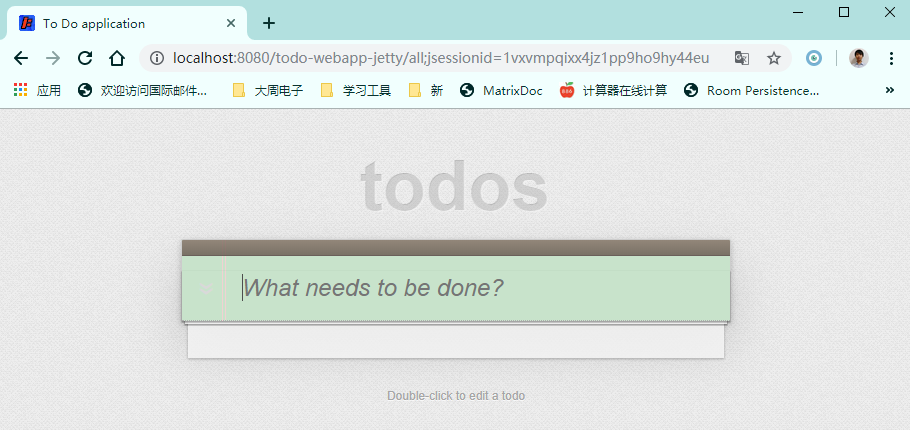 To Do application
localhost:8080/todo-webapp-jetty/all;jsessionid=1vxvmpqixx4jz1pp9ho9hy44eu
应用 欢迎访问国际邮件... 大周电子 学习工具 新 MatrixDoc 计算器在线计算 Room Persistence... »
todos
What needs to be done?
Double-click to edit a todo